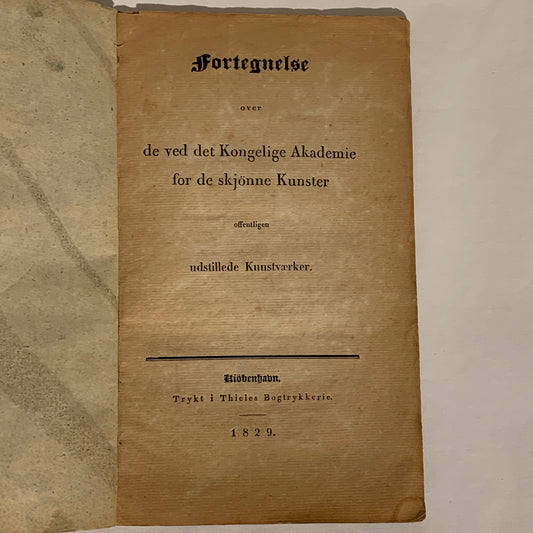 Fortegnelse
over
de ved det Kongelige Akademie
for de skjönne Kunster
offentligen
udstillede Kunstværker.
Kiöbenhavn.
Trykt i Thieles Bogtrykkerie.
1829.